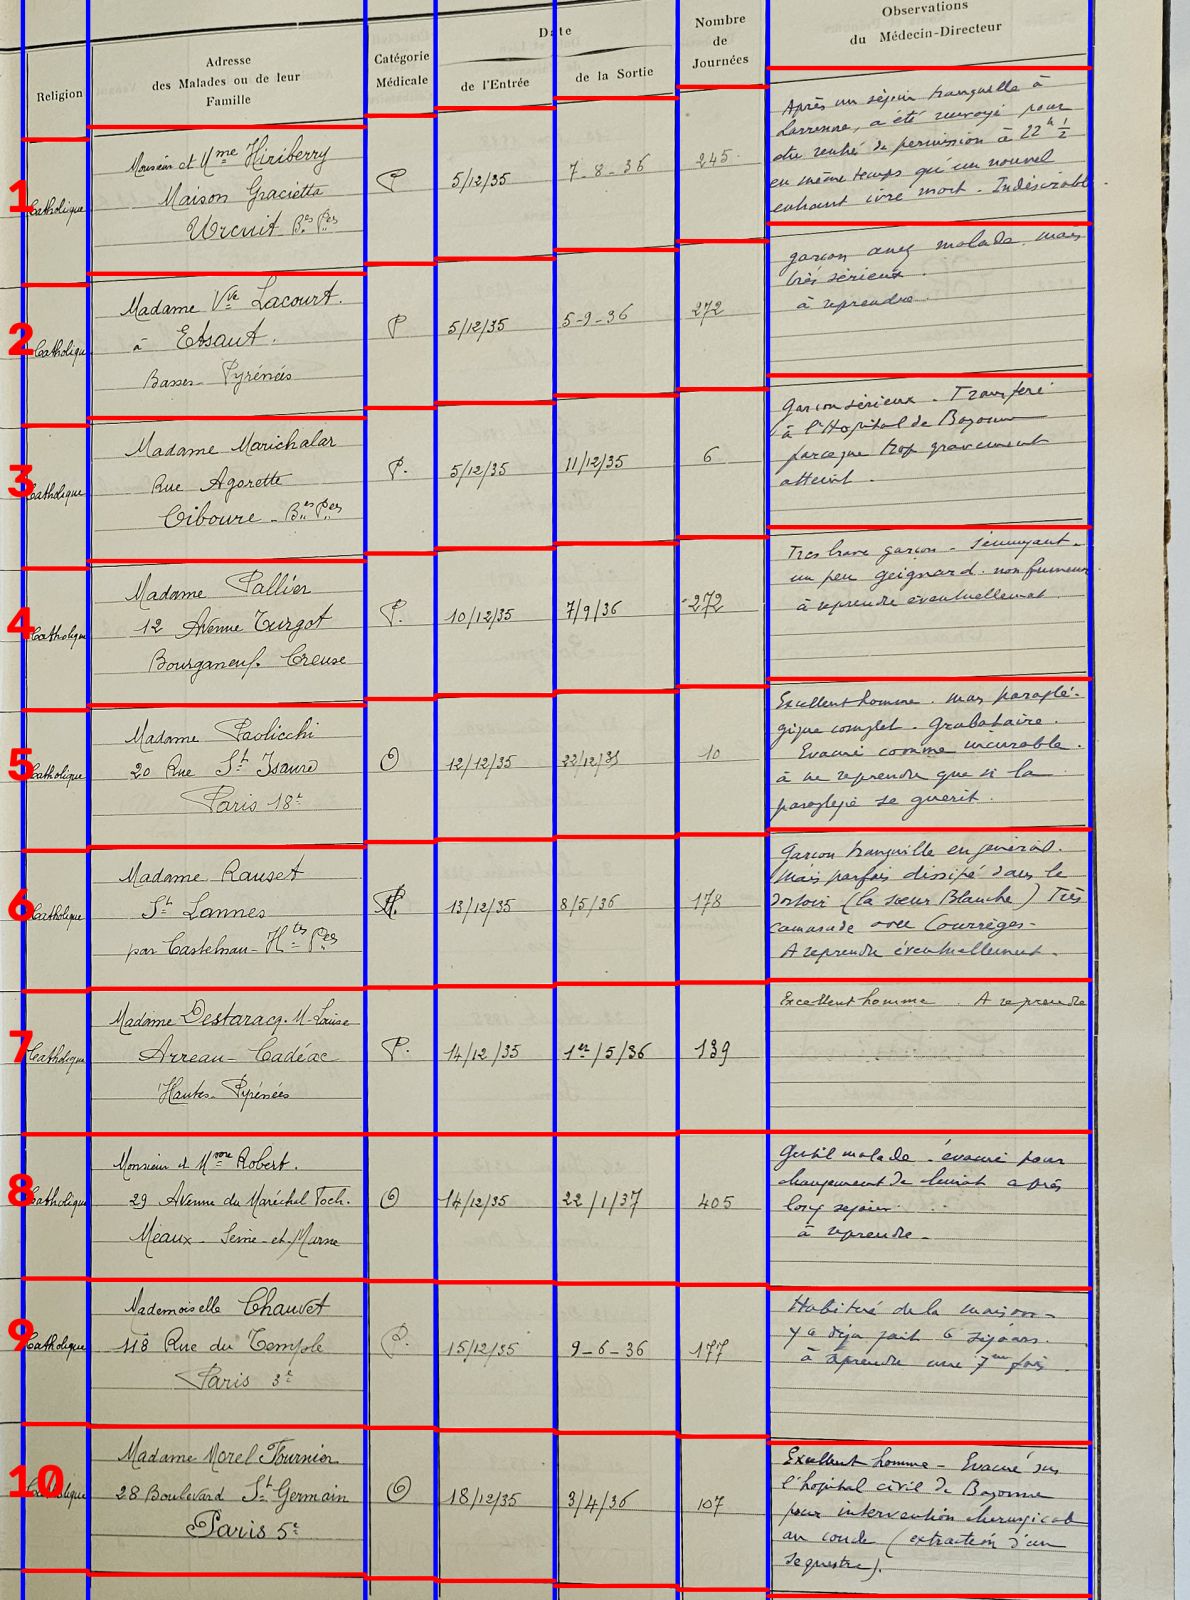 Religion
Adresse
des Malades ou de leur
Famille
Catégorie
Médicale
Date
de l'Entrée
de la Sortie
Nombre
de
Journées
Observations
du Médecin-Directeur
1
Catholique
Monsieur et Mme Hiriberry
Maison Gracietta
Urcuit Bses Pées
P
5/12/35
7-8-36
245
Après un séjour tranquille à
, a été renvoyé pour
être rentré de permission à 22h ½
en même temps qu'un nouvel
entrant ivre mort. Indésirable.
2
Catholique
Madame Vve Lacourt.
à Etsaut.
Basses-Pyrénées
P
5/12/35
5-9-36
272
garçon assez malade mais
très sérieux.
à reprendre
3
Catholique
Madame Marichalar
Rue Agorette
Ciboure - Bses Pées
P.
5/12/35
11/12/35
6
Garçon sérieux. Transféré
à l'Hopital de Bayonne
parceque trop gravement
atteint.
4
Catholique
Madame Pallier
12 Avenue Turgot
Bourganeuf. Creuse
P.
10/12/35
7/9/36
272
Très brave garçon - s'ennuyant -
un peu geignard. non fumeur
à reprendre éventuellement.
5
Catholique
Madame Paolicchi
20 Rue St Isaure
Paris 18e
O
12/12/35
22/12/35
10
Excellent homme. mais paraplé-
gique complet. Grabataire.
Evacué comme incurable.
à ne reprendre que si la
paraplégie se guerit.
6
Catholique
Madame Rauset
St Lannes
par Castelnau-Htes Pées
P.
13/12/35
8/5/36
178
Garçon tranquille en général.
Mais parfois dissipé dans le
dortoir (la sœur Blanche) Très
camarade avec Courrèges-
A reprendre éventuellement.
7
Catholique
Madame Destaracq. M-Louise
Arreau-Cadéac
Hautes-Pyrénées
P.
14/12/35
1er/5/36
139
Excellent homme. A reprendre
8
Catholique
Monsieur et Mme Robert.
29 Avenue du Maréchal Foch.
Meaux - Seine-et-Marne
O
14/12/35
22/1/37
405
Gentil malade. évacué pour
changement de climat après
long séjour.
à reprendre-
9
Catholique
Mademoiselle Chauvet
118 Rue du Temple
Paris 3e
P.
15/12/35
9-6-36
177
Habitué de la maison-
y a déja fait 6 séjours.
à reprendre une 7eme fois.
10
Catholique
Madame Morel Fournier
28 Boulevard St Germain
Paris 5e
O
18/12/35
3/4/36
107
Excellent homme - Evacué sur
l'hopital civil de Bayonne
pour intervention chirurgicale
au coude (extraction d'un
sequestre).